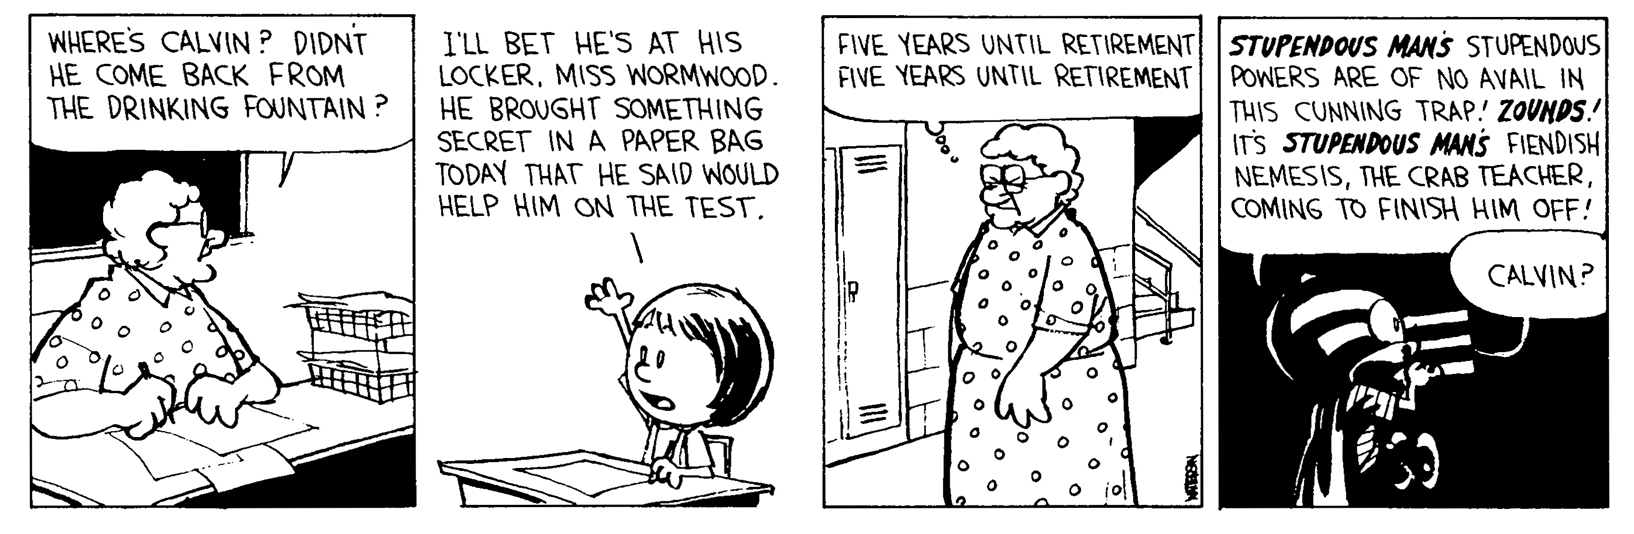 WHERE'S CALVIN? DIDN'T
HE COME BACK FROM
THE DRINKING FOUNTAIN?
I'LL BET HE'S AT HIS
LOCKER, MISS WORMWOOD.
HE BROUGHT SOMETHING
SECRET IN A PAPER BAG
TODAY THAT HE SAID WOULD
HELP HIM ON THE TEST.
FIVE YEARS UNTIL RETIREMENT
FIVE YEARS UNTIL RETIREMENT
WATTERSON
STUPENDOUS MAN'S STUPENDOUS
POWERS ARE OF NO AVAIL IN
THIS CUNNING TRAP! ZOUNDS!
IT'S STUPENDOUS MAN'S FIENDISH
NEMESIS, THE CRAB TEACHER,
COMING TO FINISH HIM OFF!
CALVIN?